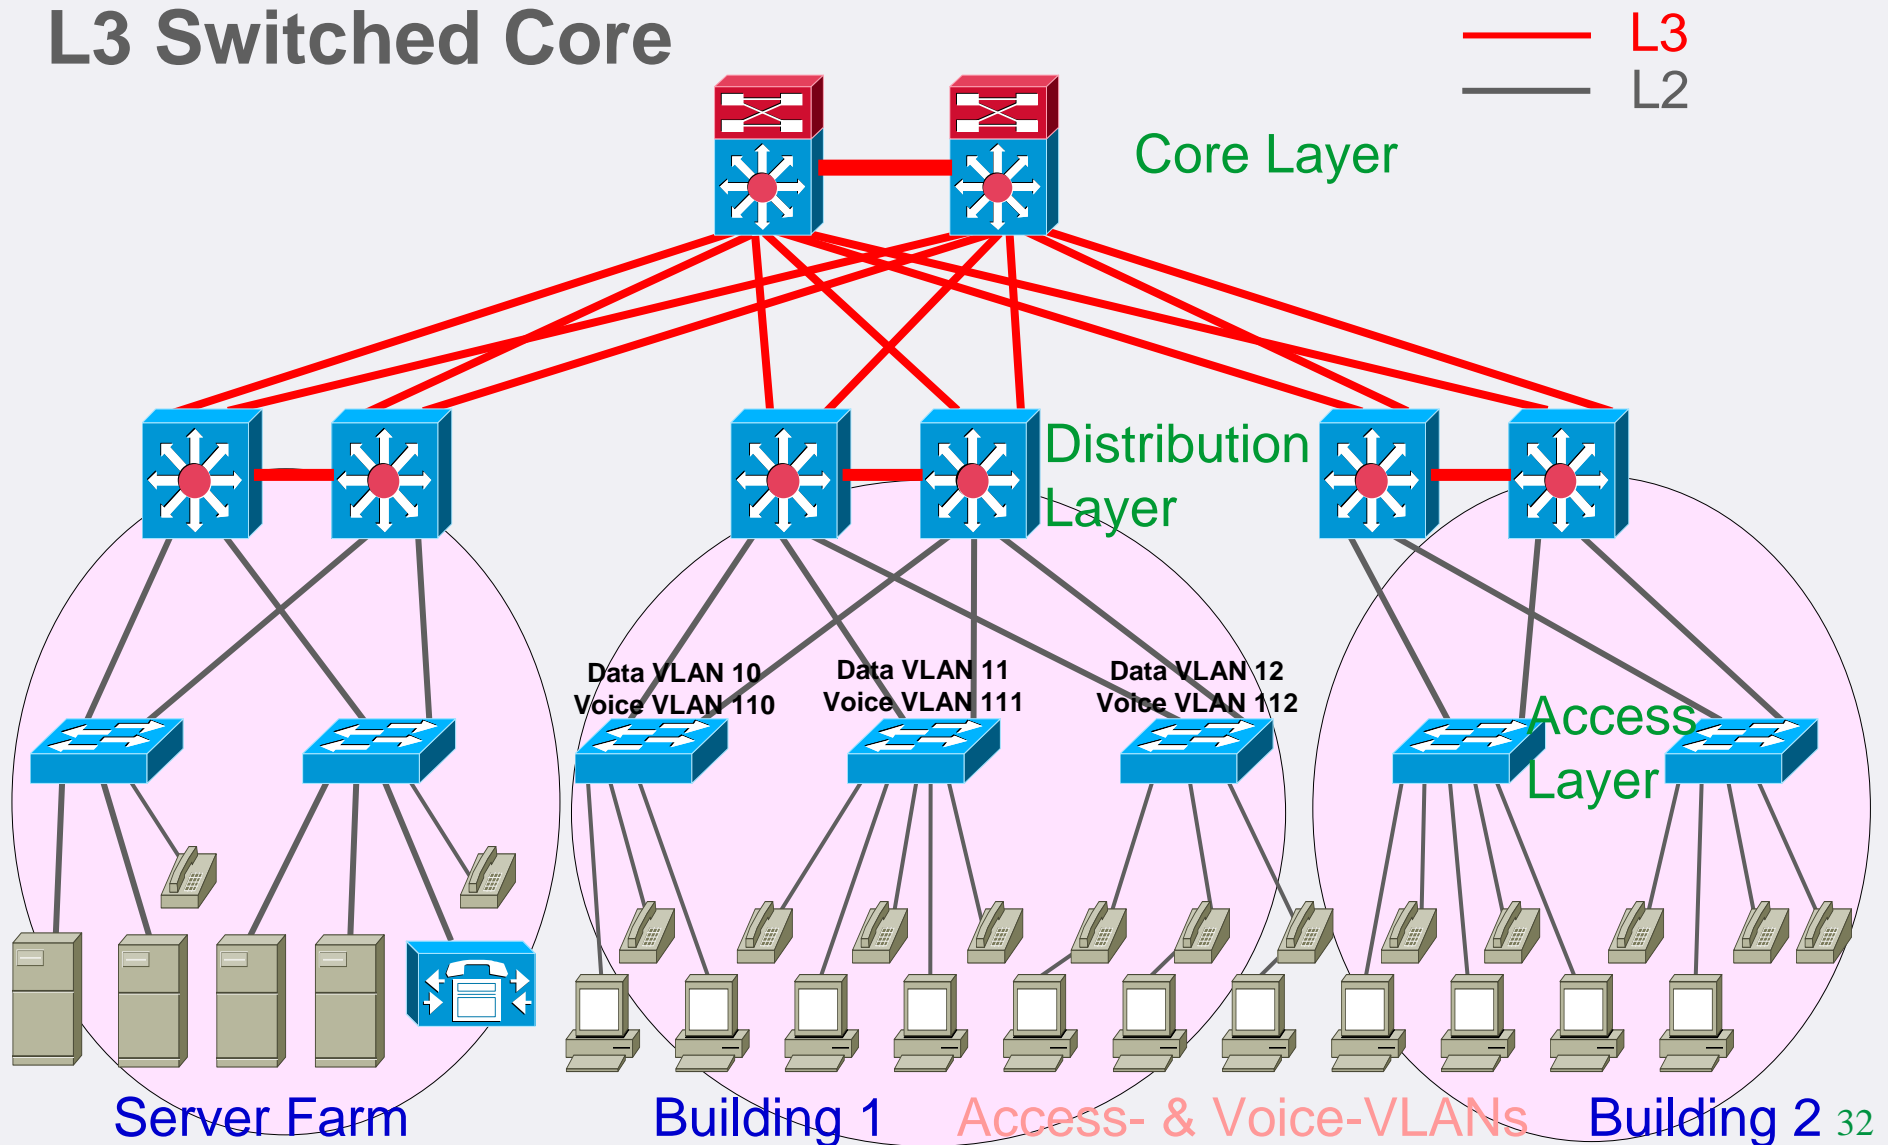 L3 Switched Core
L3
L2
Core Layer
Distribution
Layer
Data VLAN 10
Voice VLAN 110
Data VLAN 11
Voice VLAN 111
Data VLAN 12
Voice VLAN 112
Access
Layer
Server Farm
Building 1
Access- & Voice-VLANs
Building 2
32